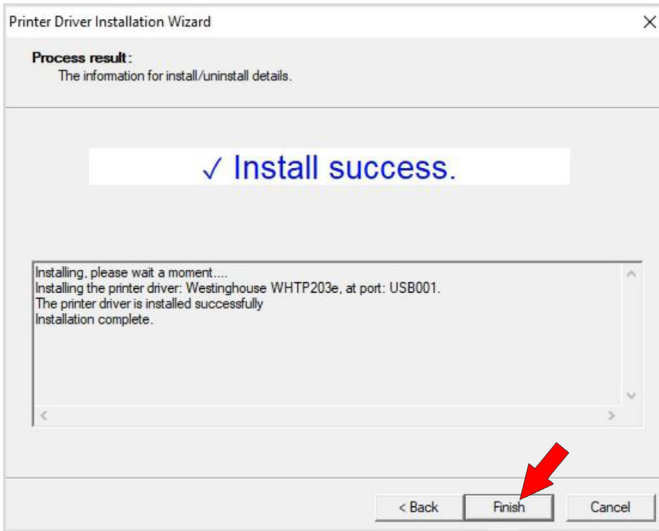 Printer Driver Installation Wizard
Process result:
The information for install/uninstall details.
✓ Install success.
Installing, please wait a moment....
Installing the printer driver: Westinghouse WHTP203e, at port: USB001.
The printer driver is installed successfully
Installation complete.
< Back Finish Cancel